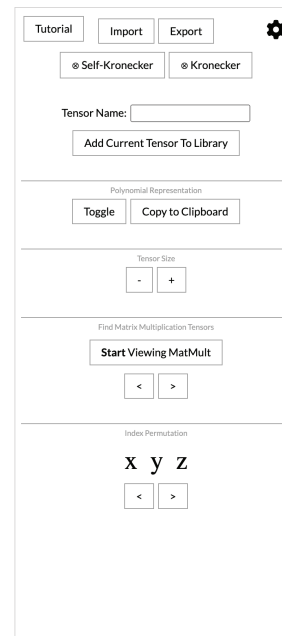 Tutorial Import Export
⊗ Self-Kronecker ⊗ Kronecker
Tensor Name:
Add Current Tensor To Library
Polynomial Representation
Toggle Copy to Clipboard
Tensor Size
- +
Find Matrix Multiplication Tensors
Start Viewing MatMult
< >
Index Permutation
x y z
< >